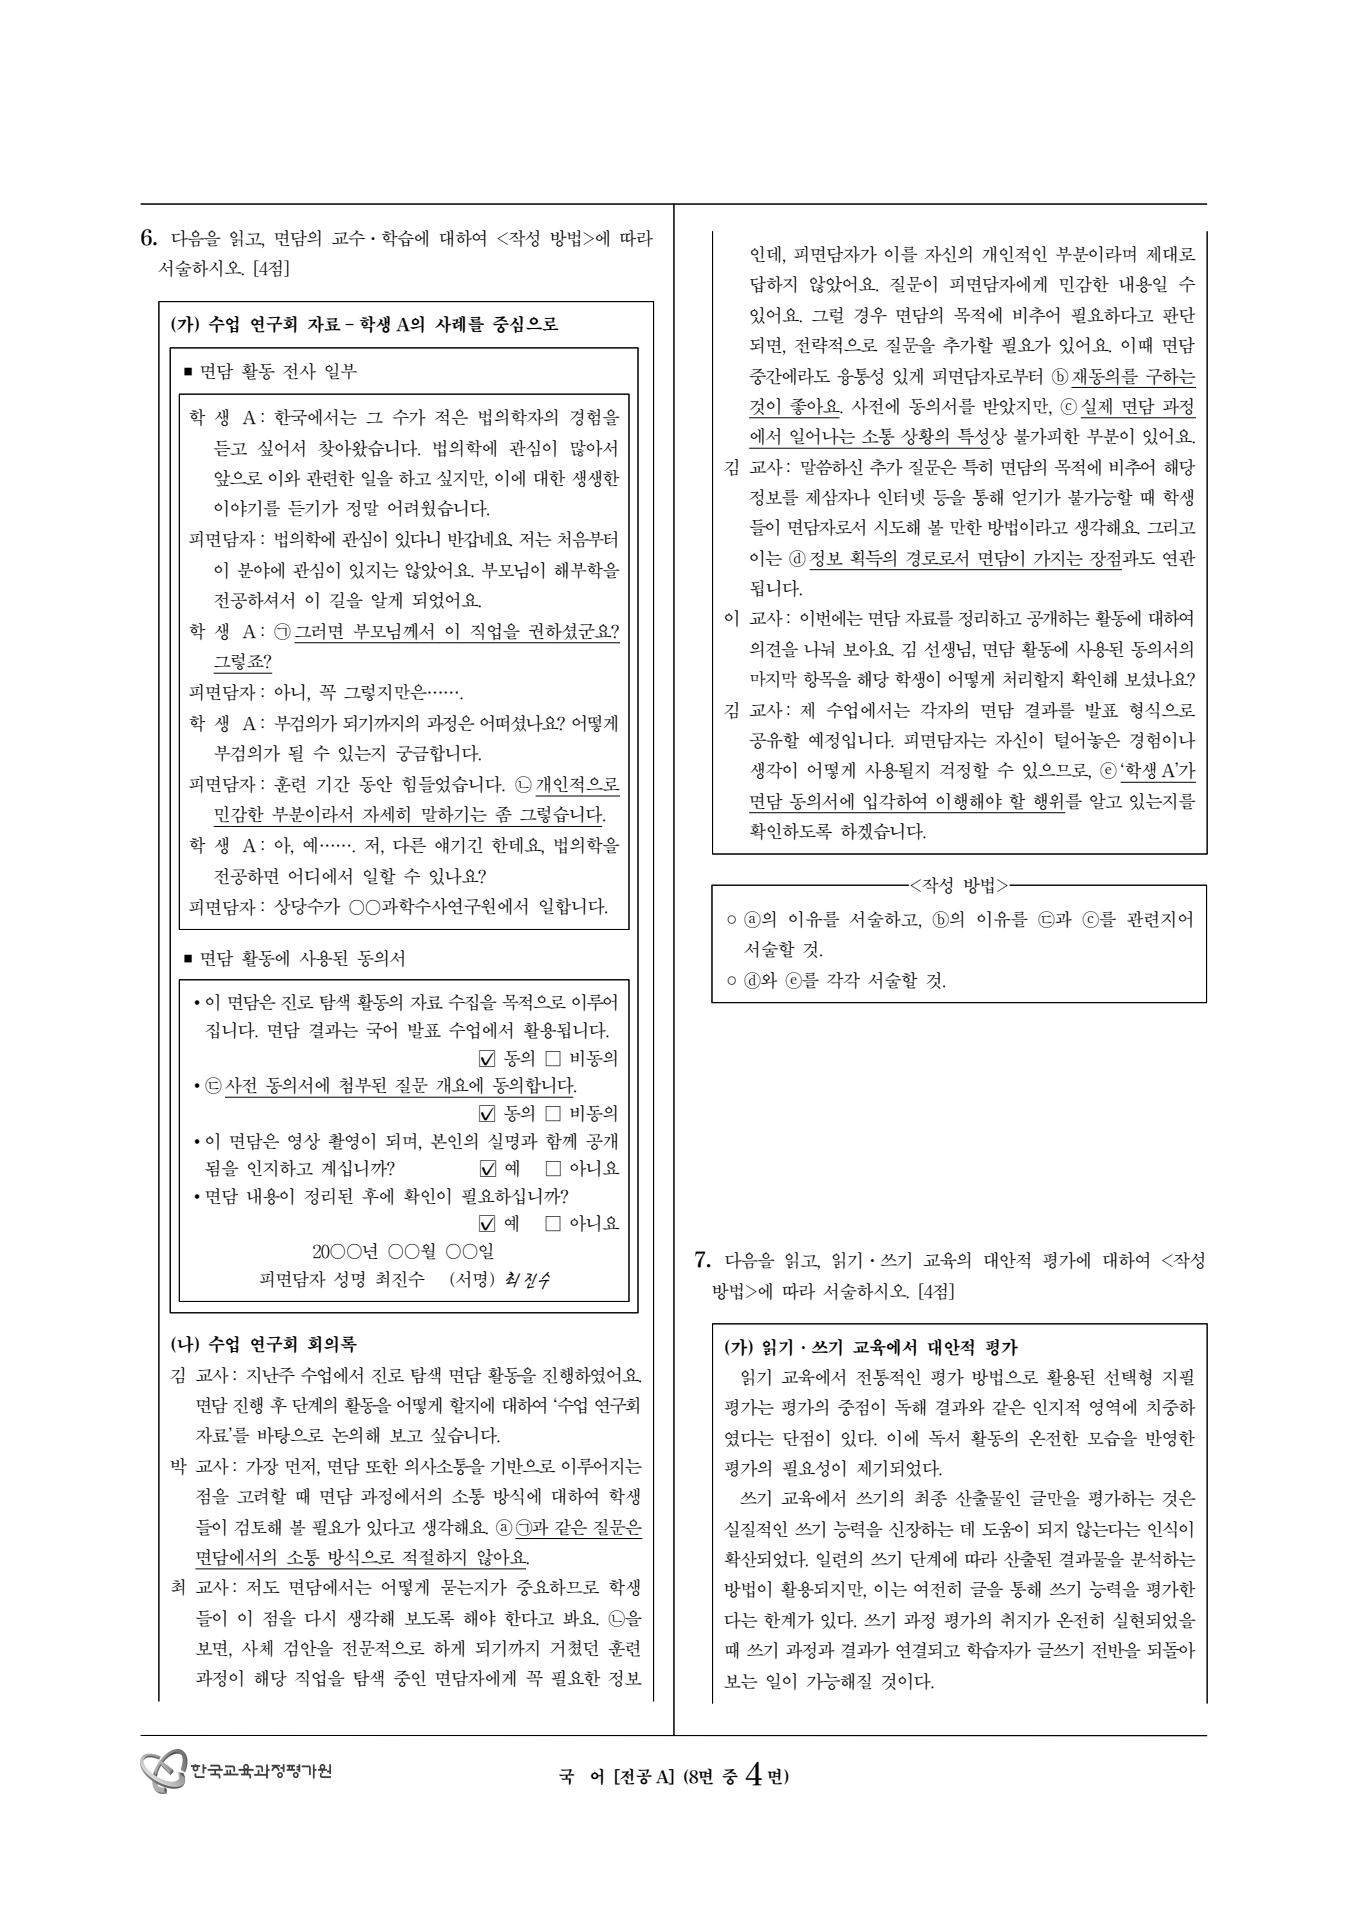 6. 다음을 읽고, 면담의 교수・학습에 대하여 <작성 방법>에 따라
서술하시오. [4점]
(가) 수업 연구회 자료 – 학생 A의 사례를 중심으로
■ 면담 활동 전사 일부
학 생 A : 한국에서는 그 수가 적은 법의학자의 경험을
듣고 싶어서 찾아왔습니다. 법의학에 관심이 많아서
앞으로 이와 관련한 일을 하고 싶지만, 이에 대한 생생한
이야기를 듣기가 정말 어려웠습니다.
피면담자 : 법의학에 관심이 있다니 반갑네요. 저는 처음부터
이 분야에 관심이 있지는 않았어요. 부모님이 해부학을
전공하셔서 이 길을 알게 되었어요.
학 생 A : ㉠그러면 부모님께서 이 직업을 권하셨군요?
그렇죠?
피면담자 : 아니, 꼭 그렇지만은…….
학 생 A : 부검의가 되기까지의 과정은 어떠셨나요? 어떻게
부검의가 될 수 있는지 궁금합니다.
피면담자 : 훈련 기간 동안 힘들었습니다. ㉡개인적으로
민감한 부분이라서 자세히 말하기는 좀 그렇습니다.
학 생 A : 아, 예……. 저, 다른 얘기긴 한데요, 법의학을
전공하면 어디에서 일할 수 있나요?
피면담자 : 상당수가 ○○과학수사연구원에서 일합니다.
■ 면담 활동에 사용된 동의서
• 이 면담은 진로 탐색 활동의 자료 수집을 목적으로 이루어
집니다. 면담 결과는 국어 발표 수업에서 활용됩니다.
☑ 동의 □ 비동의
• ㉢사전 동의서에 첨부된 질문 개요에 동의합니다.
☑ 동의 □ 비동의
• 이 면담은 영상 촬영이 되며, 본인의 실명과 함께 공개
됨을 인지하고 계십니까? ☑ 예 □ 아니요
• 면담 내용이 정리된 후에 확인이 필요하십니까?
☑ 예 □ 아니요
20○○년 ○○월 ○○일
피면담자 성명 최진수 (서명) 최진수
(나) 수업 연구회 회의록
김 교사 : 지난주 수업에서 진로 탐색 면담 활동을 진행하였어요.
면담 진행 후 단계의 활동을 어떻게 할지에 대하여 ‘수업 연구회
자료’를 바탕으로 논의해 보고 싶습니다.
박 교사 : 가장 먼저, 면담 또한 의사소통을 기반으로 이루어지는
점을 고려할 때 면담 과정에서의 소통 방식에 대하여 학생
들이 검토해 볼 필요가 있다고 생각해요. ⓐ㉠과 같은 질문은
면담에서의 소통 방식으로 적절하지 않아요.
최 교사 : 저도 면담에서는 어떻게 묻는지가 중요하므로 학생
들이 이 점을 다시 생각해 보도록 해야 한다고 봐요. ㉡을
보면, 사체 검안을 전문적으로 하게 되기까지 거쳤던 훈련
과정이 해당 직업을 탐색 중인 면담자에게 꼭 필요한 정보
인데, 피면담자가 이를 자신의 개인적인 부분이라며 제대로
답하지 않았어요. 질문이 피면담자에게 민감한 내용일 수
있어요. 그럴 경우 면담의 목적에 비추어 필요하다고 판단
되면, 전략적으로 질문을 추가할 필요가 있어요. 이때 면담
중간에라도 융통성 있게 피면담자로부터 ⓑ재동의를 구하는
것이 좋아요. 사전에 동의서를 받았지만, ⓒ실제 면담 과정
에서 일어나는 소통 상황의 특성상 불가피한 부분이 있어요.
김 교사 : 말씀하신 추가 질문은 특히 면담의 목적에 비추어 해당
정보를 제삼자나 인터넷 등을 통해 얻기가 불가능할 때 학생
들이 면담자로서 시도해 볼 만한 방법이라고 생각해요. 그리고
이는 ⓓ정보 획득의 경로로서 면담이 가지는 장점과도 연관
됩니다.
이 교사 : 이번에는 면담 자료를 정리하고 공개하는 활동에 대하여
의견을 나눠 보아요. 김 선생님, 면담 활동에 사용된 동의서의
마지막 항목을 해당 학생이 어떻게 처리할지 확인해 보셨나요?
김 교사 : 제 수업에서는 각자의 면담 결과를 발표 형식으로
공유할 예정입니다. 피면담자는 자신이 털어놓은 경험이나
생각이 어떻게 사용될지 걱정할 수 있으므로, ⓔ‘학생 A’가
면담 동의서에 입각하여 이행해야 할 행위를 알고 있는지를
확인하도록 하겠습니다.
<작성 방법>
○ ⓐ의 이유를 서술하고, ⓑ의 이유를 ㉢과 ⓒ를 관련지어
서술할 것.
○ ⓓ와 ⓔ를 각각 서술할 것.
7. 다음을 읽고, 읽기・쓰기 교육의 대안적 평가에 대하여 <작성
방법>에 따라 서술하시오. [4점]
(가) 읽기・쓰기 교육에서 대안적 평가
읽기 교육에서 전통적인 평가 방법으로 활용된 선택형 지필
평가는 평가의 중점이 독해 결과와 같은 인지적 영역에 치중하
였다는 단점이 있다. 이에 독서 활동의 온전한 모습을 반영한
평가의 필요성이 제기되었다.
쓰기 교육에서 쓰기의 최종 산출물인 글만을 평가하는 것은
실질적인 쓰기 능력을 신장하는 데 도움이 되지 않는다는 인식이
확산되었다. 일련의 쓰기 단계에 따라 산출된 결과물을 분석하는
방법이 활용되지만, 이는 여전히 글을 통해 쓰기 능력을 평가한
다는 한계가 있다. 쓰기 과정 평가의 취지가 온전히 실현되었을
때 쓰기 과정과 결과가 연결되고 학습자가 글쓰기 전반을 되돌아
보는 일이 가능해질 것이다.
한국교육과정평가원
국 어 [전공 A] (8면 중 4 면)